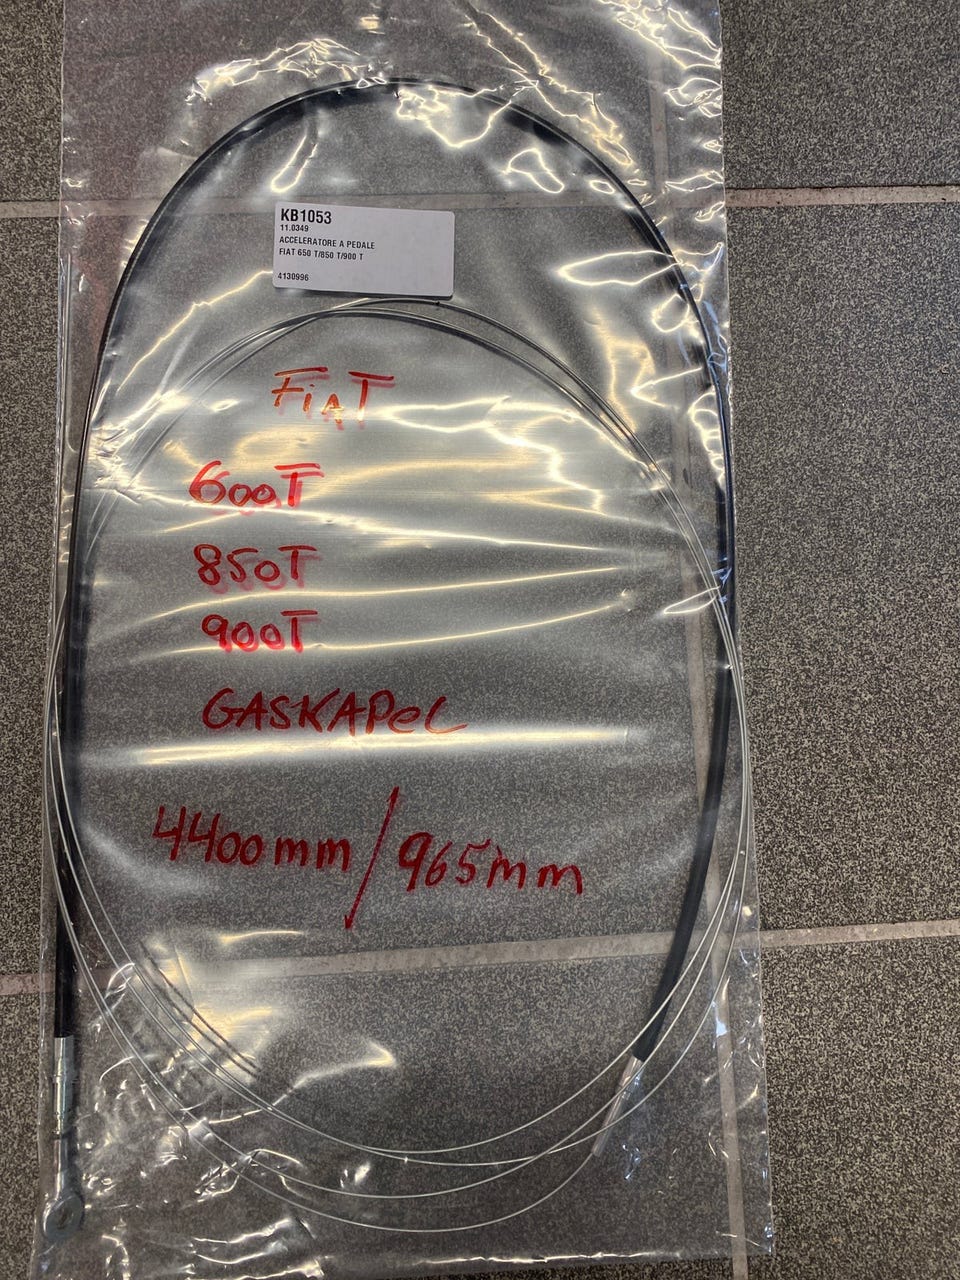 KB1053
11.0349
ACCELERATORE A PEDALE
FIAT 650 T/850 T/900 T
4130996
FiAT
600T
850T
900T
GASKAPeL
4400mm / 965mm